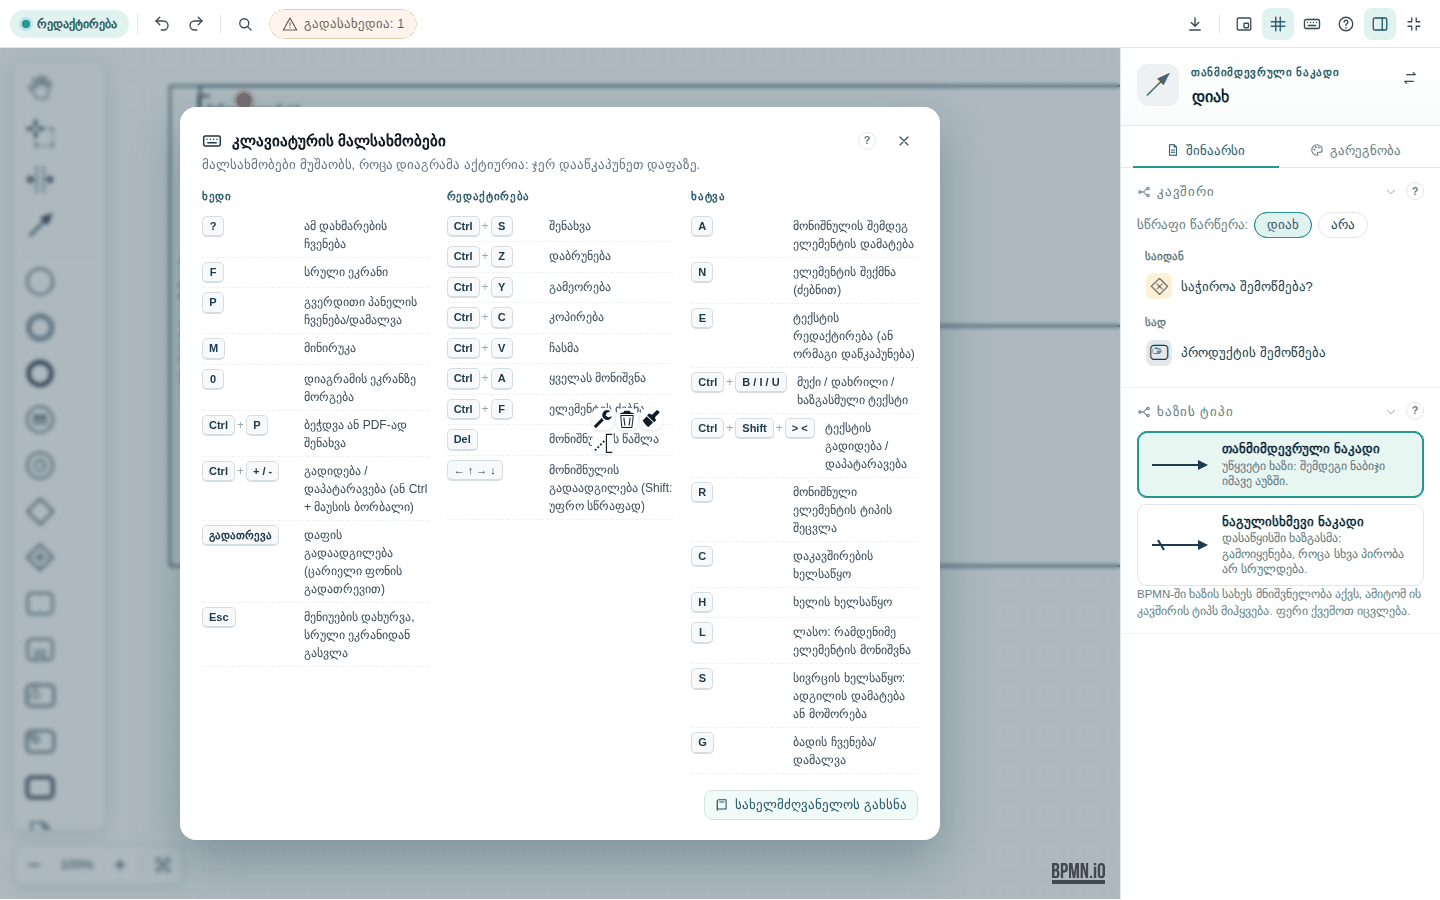 რედაქტირება
გადასახედია: 1
თანმიმდევრული ნაკადი
დიახ
კლავიატურის მალსახმობები
?
მალსახმობები მუშაობს, როცა დიაგრამა აქტიურია: ჯერ დააწკაპუნეთ დაფაზე.
ხედი
? ამ დახმარების
ჩვენება
F სრული ეკრანი
P გვერდითი პანელის
ჩვენება/დამალვა
M მინირუკა
0 დიაგრამის ეკრანზე
მორგება
Ctrl + P ბეჭდვა ან PDF-ად
შენახვა
Ctrl + + / - გადიდება /
დაპატარავება (ან Ctrl
+ მაუსის ბორბალი)
გადათრევა დაფის
გადაადგილება
(ცარიელი ფონის
გადათრევით)
Esc მენიუების დახურვა,
სრული ეკრანიდან
გასვლა
რედაქტირება
Ctrl + S შენახვა
Ctrl + Z დაბრუნება
Ctrl + Y გამეორება
Ctrl + C კოპირება
Ctrl + V ჩასმა
Ctrl + A ყველას მონიშვნა
Ctrl + F
Del წაშლა
← ↑ → ↓ მონიშნულის
გადაადგილება (Shift:
უფრო სწრაფად)
ხატვა
A მონიშნულის შემდეგ
ელემენტის დამატება
N ელემენტის შექმნა
(ძებნით)
E ტექსტის
რედაქტირება (ან
ორმაგი დაწკაპუნება)
Ctrl + B / I / U მუქი / დახრილი /
ხაზგასმული ტექსტი
Ctrl + Shift + > < ტექსტის
გადიდება /
დაპატარავება
R მონიშნული
ელემენტის ტიპის
შეცვლა
C დაკავშირების
ხელსაწყო
H ხელის ხელსაწყო
L ლასო: რამდენიმე
ელემენტის მონიშვნა
S სივრცის ხელსაწყო:
ადგილის დამატება
ან მოშორება
G ბადის ჩვენება/
დამალვა
სახელმძღვანელოს გახსნა
შინაარსი
გარეგნობა
კავშირი
?
სწრაფი წარწერა: დიახ არა
საიდან
საჭიროა შემოწმება?
სად
პროდუქტის შემოწმება
ხაზის ტიპი
?
თანმიმდევრული ნაკადი
უწყვეტი ხაზი: შემდეგი ნაბიჯი
იმავე აუზში.
ნაგულისხმევი ნაკადი
დასაწყისში ხაზგასმა:
გამოიყენება, როცა სხვა პირობა
არ სრულდება.
BPMN-ში ხაზის სახეს მნიშვნელობა აქვს, ამიტომ ის
კავშირის ტიპს მიჰყვება. ფერი ქვემოთ იცვლება.
100%
BPMN.iO